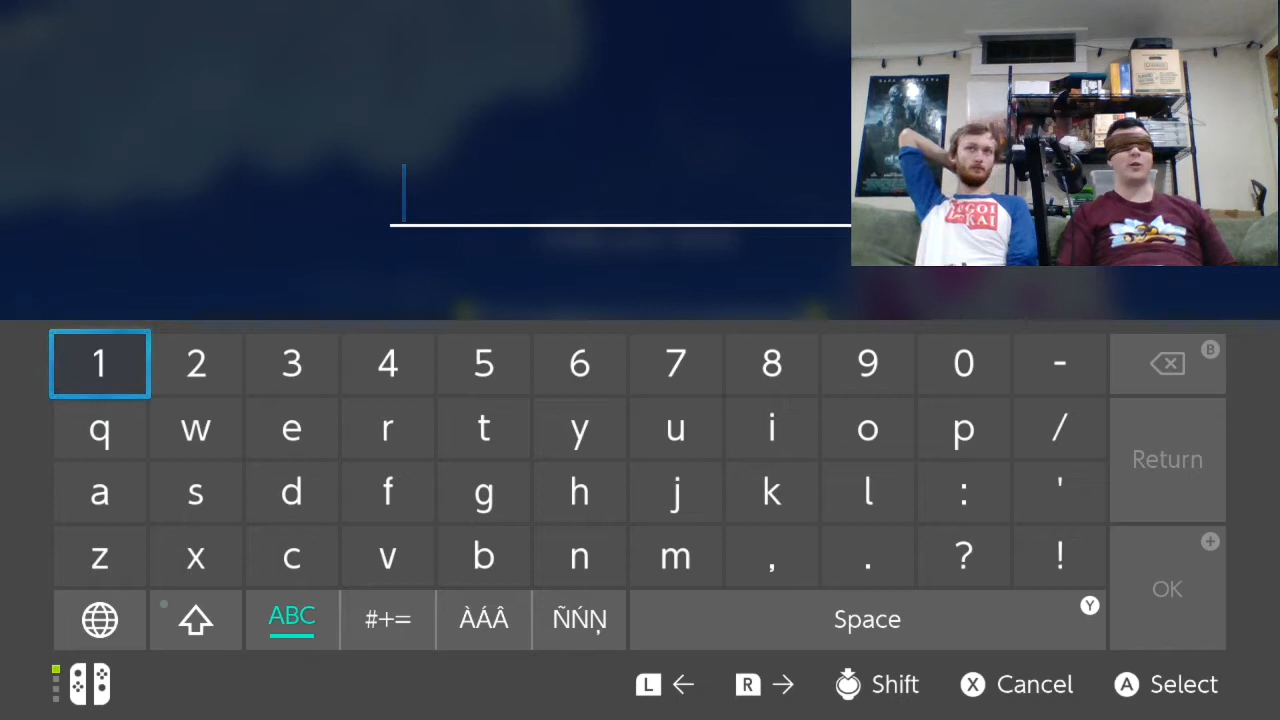 1 2 3 4 5 6 7 8 9 0 - B
q w e r t y u i o p / Return
a s d f g h j k l : '
z x c v b n m , . ? ! + OK
ABC #+= ÀÁÂ ÑŃŅ Space Y
L ← R → Shift X Cancel A Select
KAI